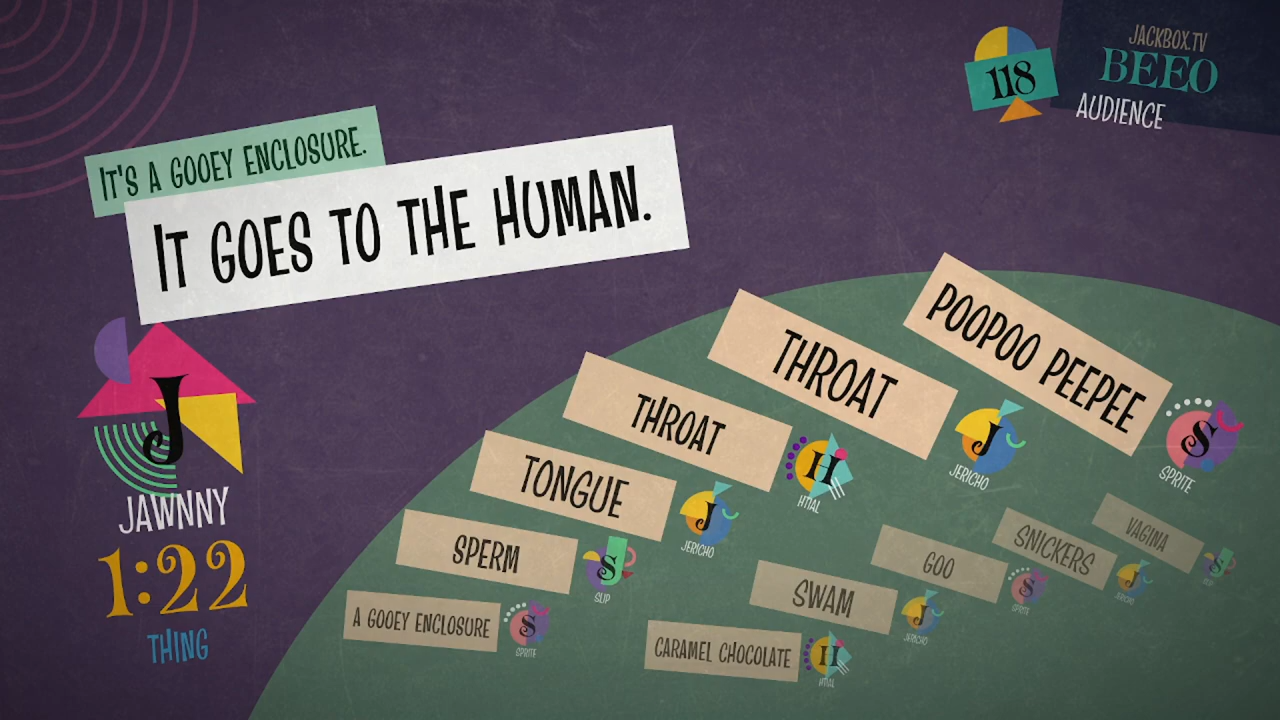 JACKBOX.TV
BEEO
118
AUDIENCE
IT'S A GOOEY ENCLOSURE.
IT GOES TO THE HUMAN.
J
JAWNNY
1:22
THING
POOPOO PEEPEE
S
SPRITE
THROAT
J
JERICHO
THROAT
H
HTIAL
TONGUE
J
JERICHO
SPERM
S
SLIP
A GOOEY ENCLOSURE
S
SPRITE
VAGINA
S
SNICKERS
J
JERICHO
GOO
S
SPRITE
SWAM
J
JERICHO
CARAMEL CHOCOLATE
H
HTIAL